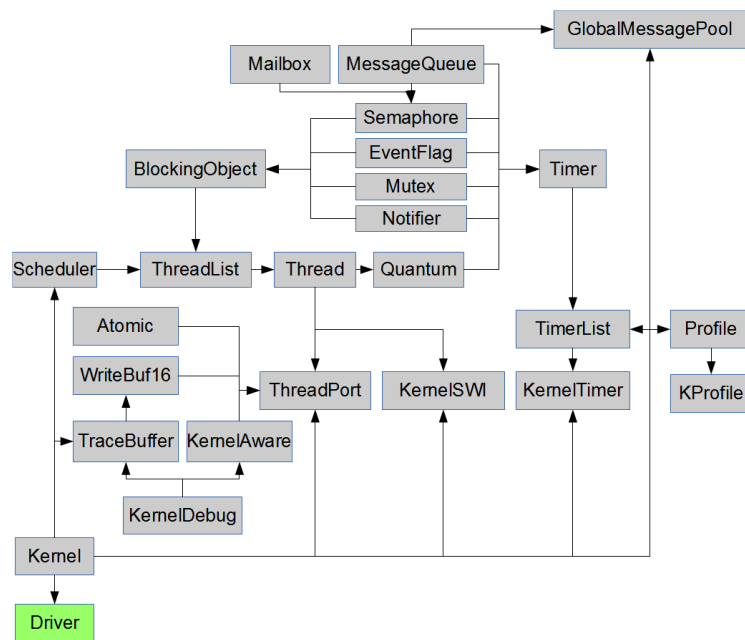 GlobalMessagePool
Mailbox
MessageQueue
Semaphore
EventFlag
BlockingObject
Timer
Mutex
Notifier
Scheduler
ThreadList
Thread
Quantum
Atomic
TimerList
Profile
WriteBuf16
ThreadPort
KernelSWI
KernelTimer
KProfile
TraceBuffer
KernelAware
KernelDebug
Kernel
Driver